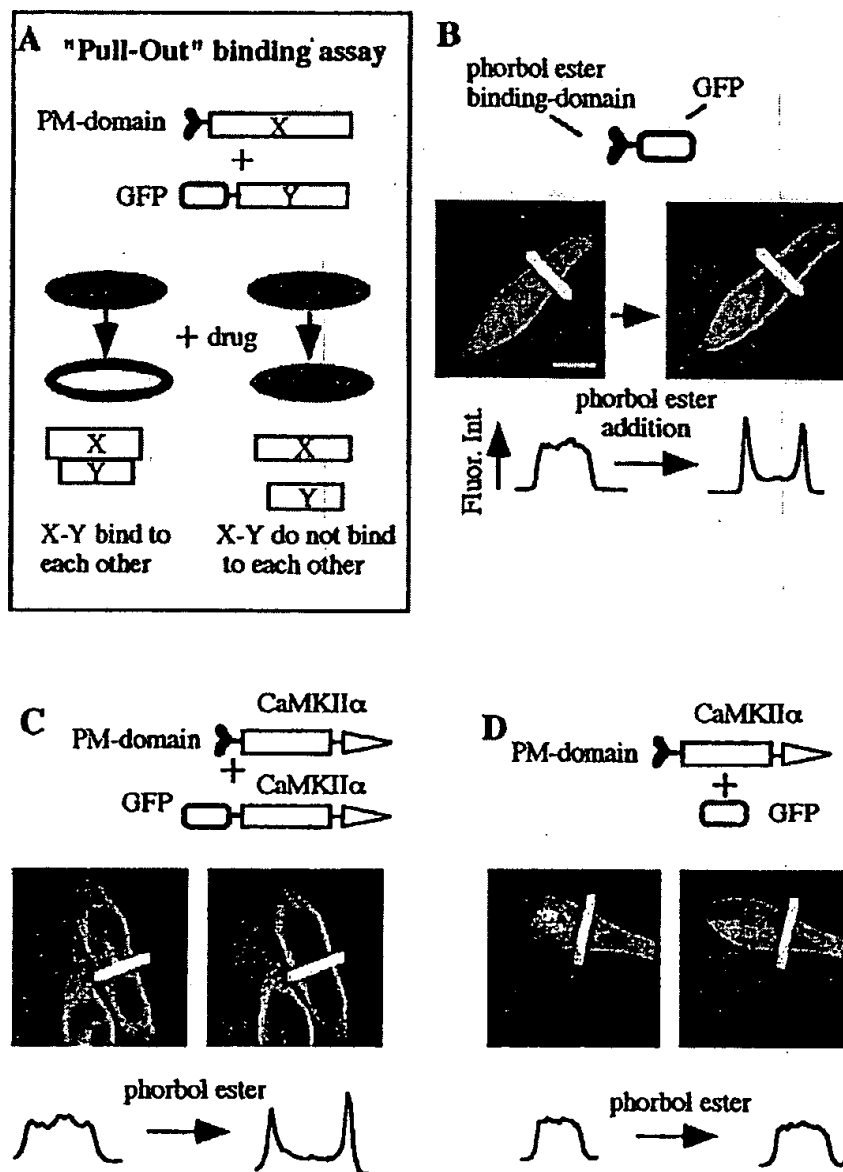 A "Pull-Out" binding assay
PM-domain X
+
GFP Y
+ drug
X X
Y Y
X-Y bind to each other
X-Y do not bind to each other
B
phorbol ester
binding-domain
GFP
phorbol ester
addition
Fluor. Int.
C
CaMKIIα
PM-domain
+
CaMKIIα
GFP
phorbol ester
D
CaMKIIα
PM-domain
+
GFP
phorbol ester